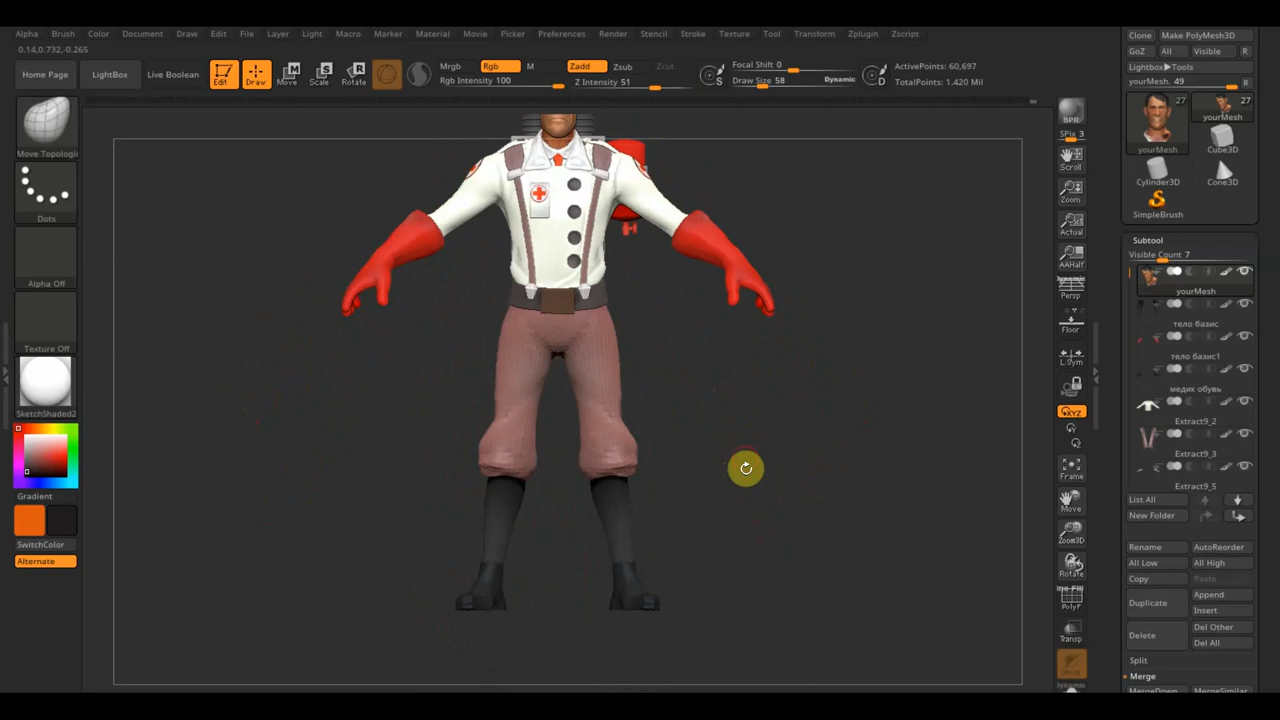 Alpha Brush Color Document Draw Edit File Layer Light Macro Marker Material Movie Picker Preferences Render Stencil Stroke Texture Tool Transform Zplugin Zscript
0.14,0.732,-0.265
Home Page LightBox Live Boolean Edit Draw Move Scale Rotate
Mrgb Rgb M
Rgb Intensity 100
Zadd Zsub Zcut
Z Intensity 51
Focal Shift 0
Draw Size 58 Dynamic
ActivePoints: 60,697
TotalPoints: 1.420 Mil
Move Topologic
Dots
Alpha Off
Texture Off
SketchShaded2
Gradient
SwitchColor
Alternate
BPR
SPix 3
Scroll
Zoom
Actual
AAHalf
Dynamic
Persp
Floor
L.Sym
XYZ
Frame
Move
Zoom3D
Rotate
PolyF
Transp
Dynamic
Clone Make PolyMesh3D
GoZ All Visible R
Lightbox▶Tools
yourMesh. 49 R
27 27
yourMesh
yourMesh
Cube3D
Cylinder3D Cone3D
SimpleBrush
Subtool
Visible Count 7
yourMesh
тело базис
тело базис1
медик обувь
Extract9_2
Extract9_3
Extract9_5
List All
New Folder
Rename AutoReorder
All Low All High
Copy Paste
Duplicate Append
Insert
Delete Del Other
Del All
Split
Merge
MergeDown MergeSimilar